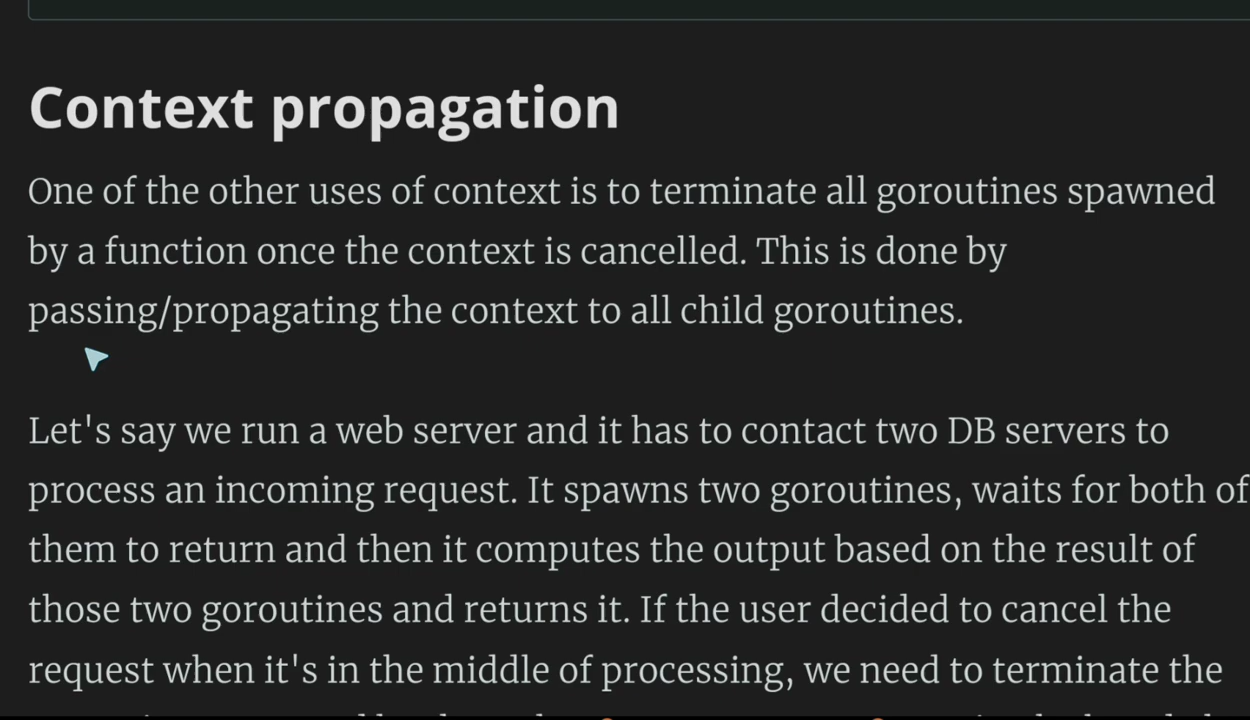 Context propagation
One of the other uses of context is to terminate all goroutines spawned
by a function once the context is cancelled. This is done by
passing/propagating the context to all child goroutines.
Let's say we run a web server and it has to contact two DB servers to
process an incoming request. It spawns two goroutines, waits for both of
them to return and then it computes the output based on the result of
those two goroutines and returns it. If the user decided to cancel the
request when it's in the middle of processing, we need to terminate the